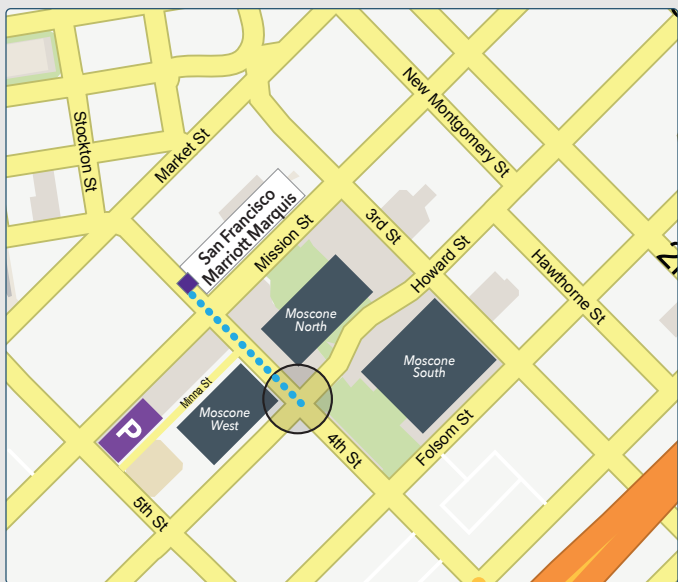 New Montgomery St
Stockton St
Market St
San Francisco
Marriott Marquis
Mission St
3rd St
Howard St
Hawthorne St
Moscone
North
Moscone
South
Minna St
Moscone
West
P
4th St
Folsom St
5th St